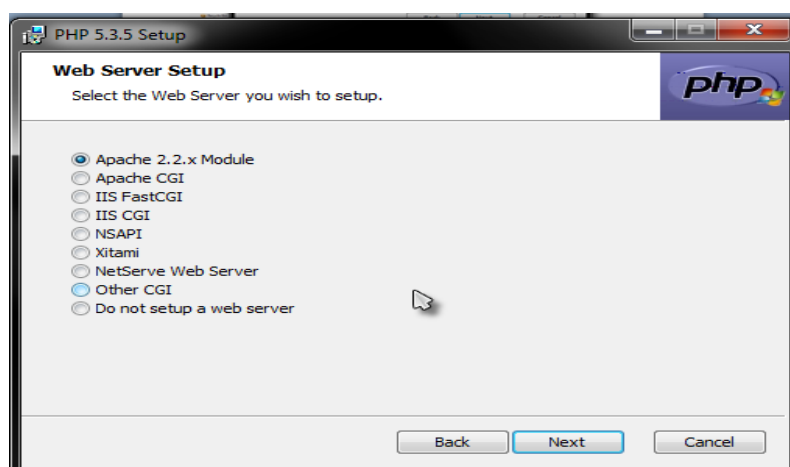 PHP 5.3.5 Setup
Web Server Setup
Select the Web Server you wish to setup.
php
Apache 2.2.x Module
Apache CGI
IIS FastCGI
IIS CGI
NSAPI
Xitami
NetServe Web Server
Other CGI
Do not setup a web server
Back Next Cancel